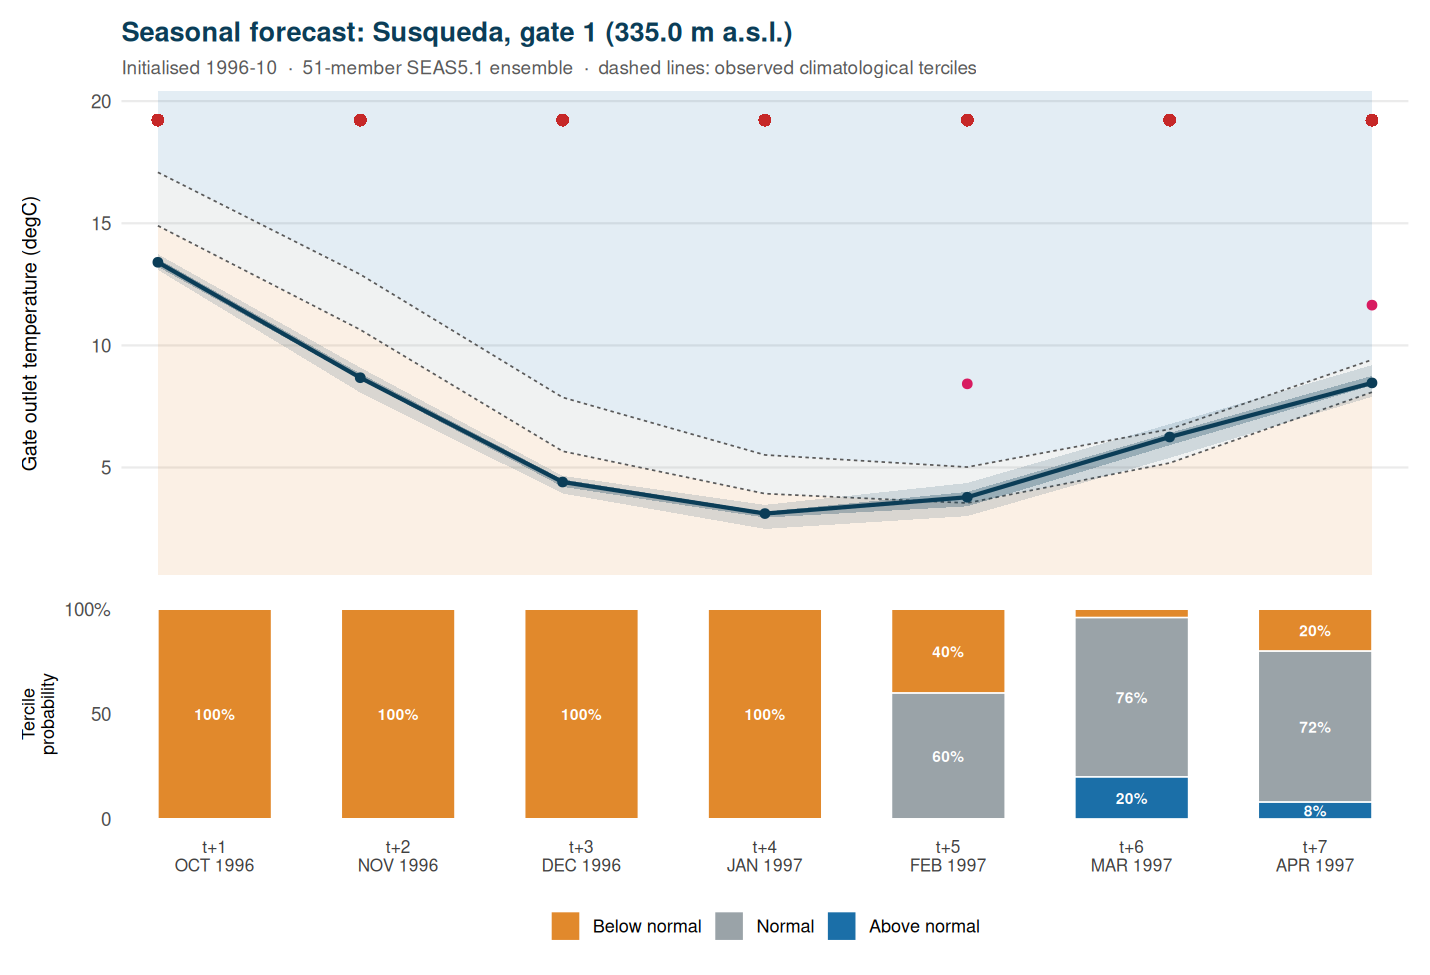 Seasonal forecast: Susqueda, gate 1 (335.0 m a.s.l.)
Initialised 1996-10 · 51-member SEAS5.1 ensemble · dashed lines: observed climatological terciles
Gate outlet temperature (degC)
20
15
10
5
Tercile
probability
100%
50
0
100%
100%
100%
100%
40%
60%
76%
20%
20%
72%
8%
t+1
OCT 1996
t+2
NOV 1996
t+3
DEC 1996
t+4
JAN 1997
t+5
FEB 1997
t+6
MAR 1997
t+7
APR 1997
Below normal
Normal
Above normal